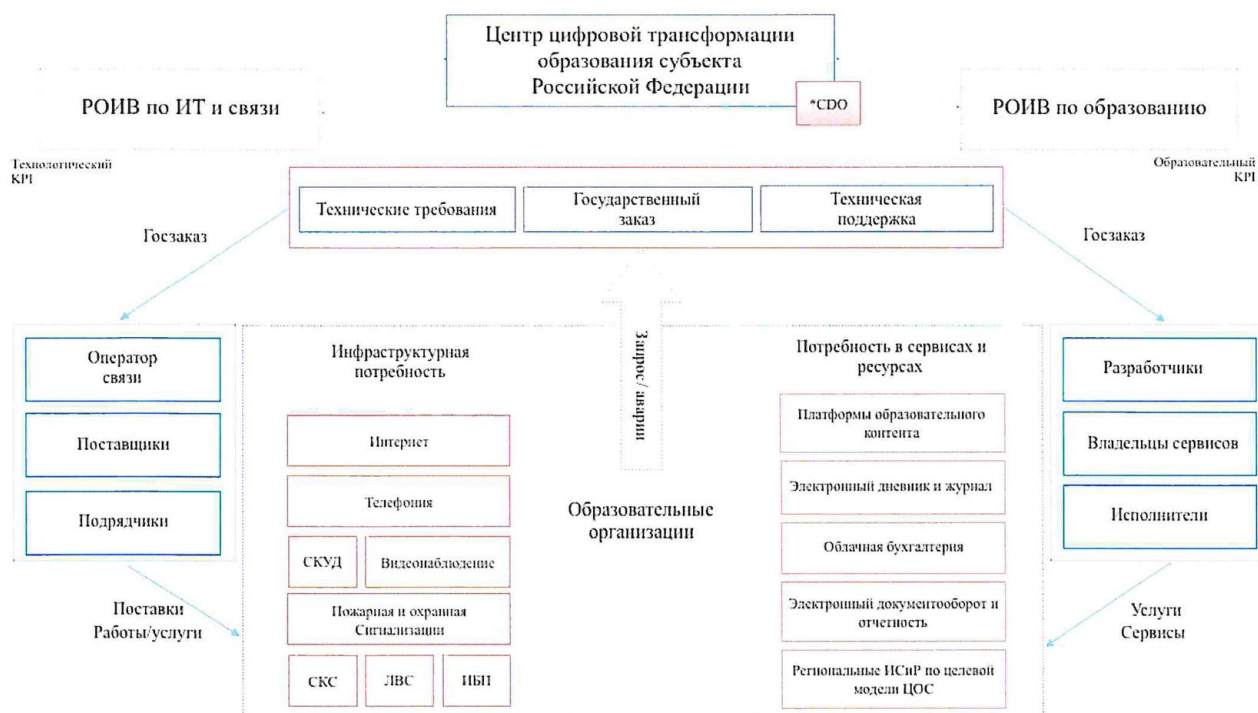 Центр цифровой трансформации
образования субъекта
Российской Федерации
*CDO
РОИВ по ИТ и связи
РОИВ по образованию
Технологический
KPI
Образовательный
KPI
Технические требования
Государственный
заказ
Техническая
поддержка
Госзаказ
Госзаказ
Оператор
связи
Поставщики
Подрядчики
Поставки
Работы/услуги
Инфраструктурная
потребность
Интернет
Телефония
СКУД
Видеонаблюдение
Пожарная и охранная
Сигнализации
СКС
ЛВС
ИБП
Запрос/ аварии
Образовательные
организации
Потребность в сервисах и
ресурсах
Платформы образовательного
контента
Электронный дневник и журнал
Облачная бухгалтерия
Электронный документооборот и
отчетность
Региональные ИСиР по целевой
модели ЦОС
Разработчики
Владельцы сервисов
Исполнители
Услуги
Сервисы